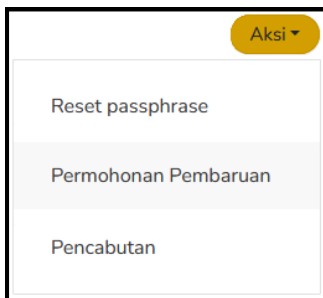 Aksi
Reset passphrase
Permohonan Pembaruan
Pencabutan